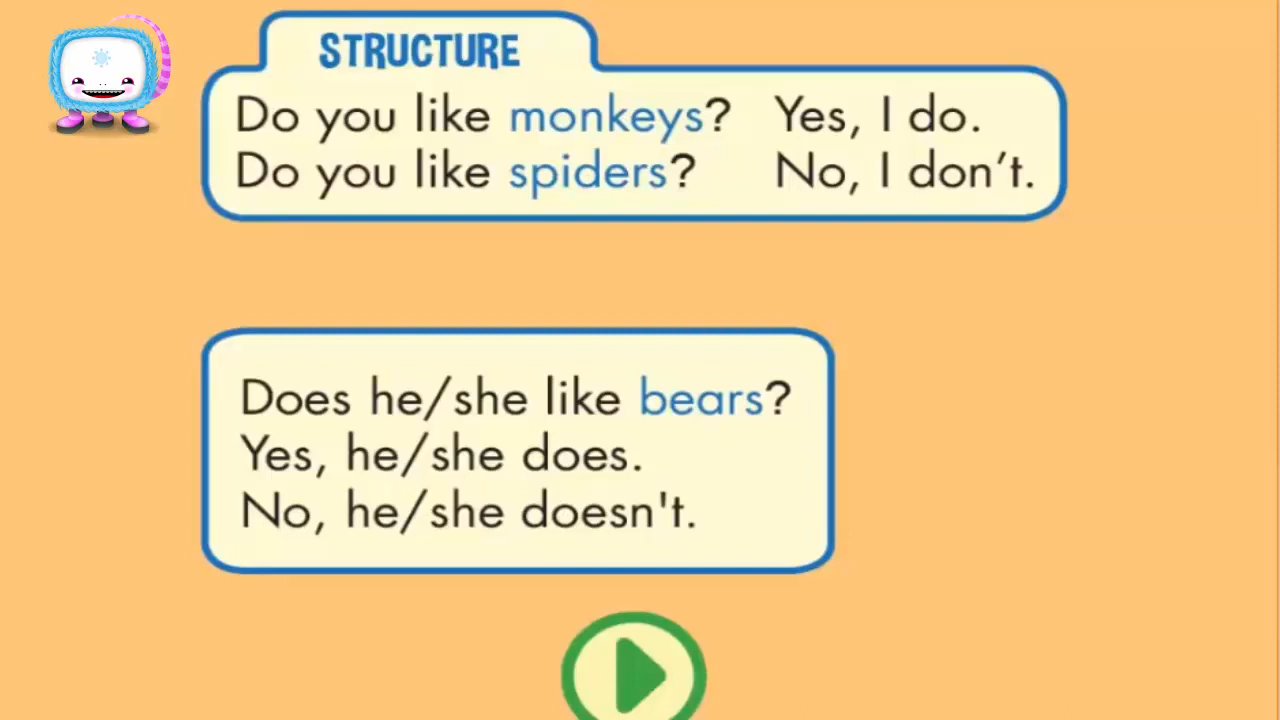 STRUCTURE
Do you like monkeys? Yes, I do.
Do you like spiders? No, I don’t.
Does he/she like bears?
Yes, he/she does.
No, he/she doesn't.